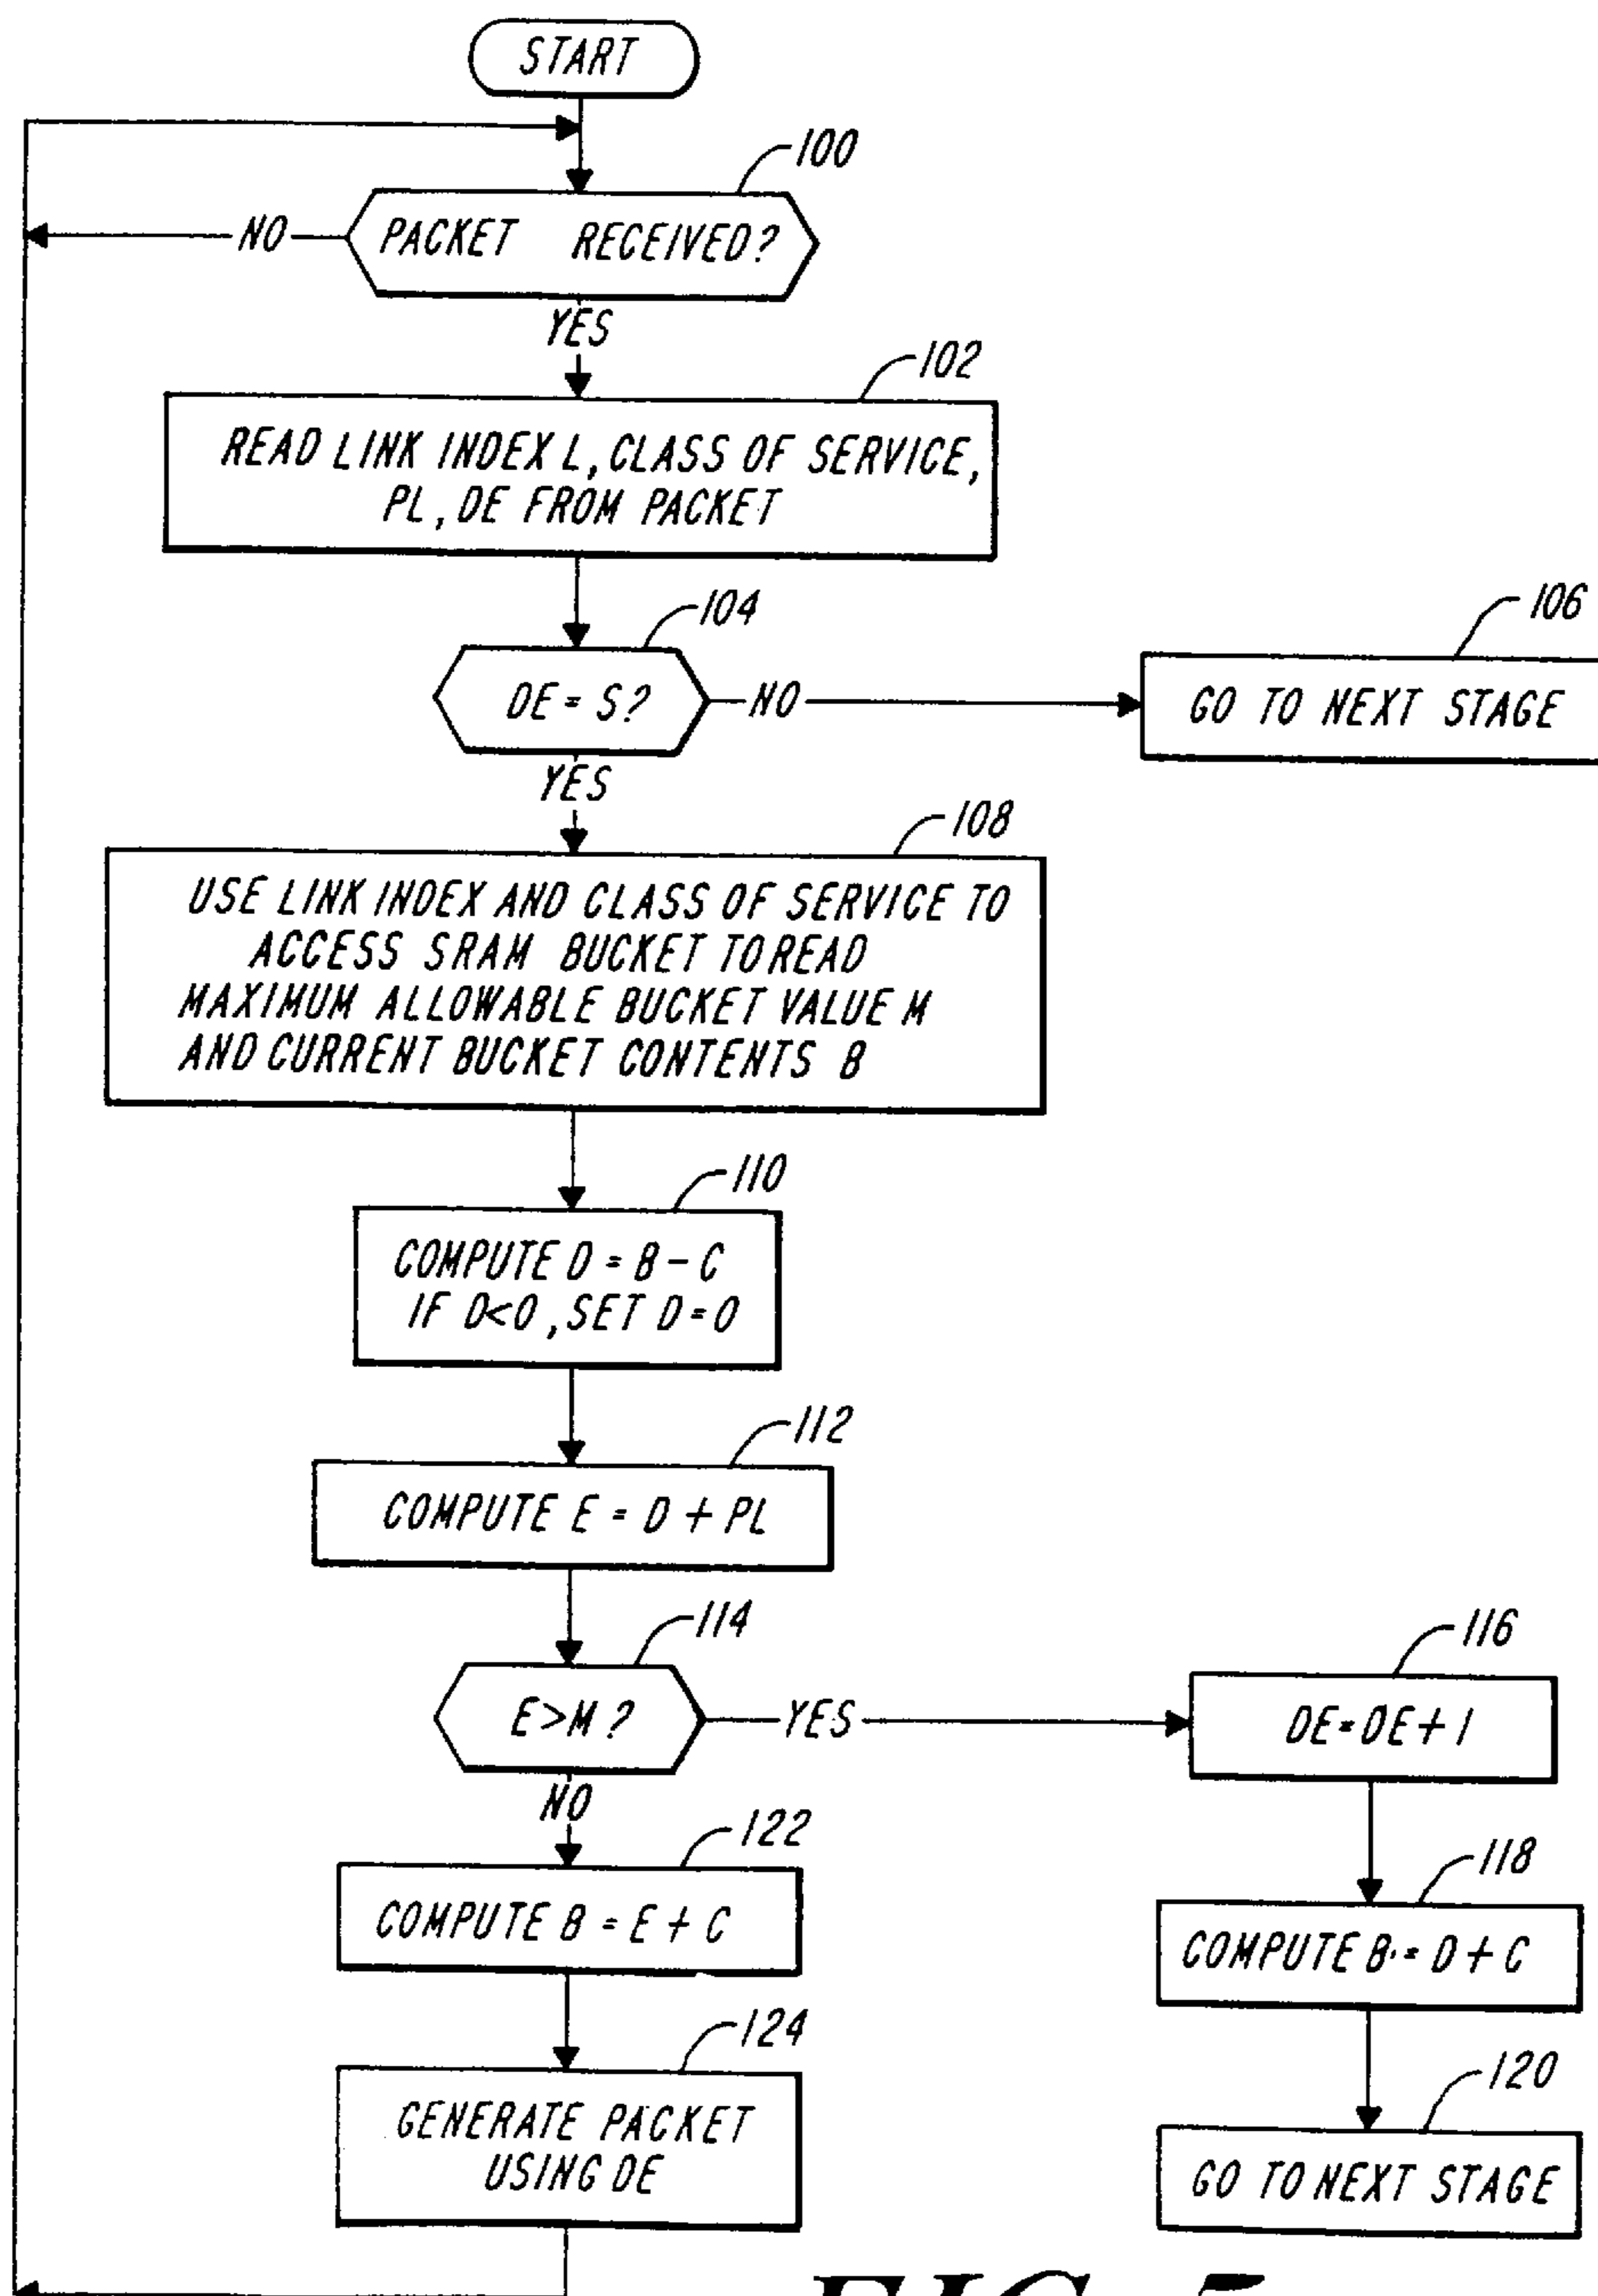 START
100
PACKET RECEIVED?
NO
YES
102
READ LINK INDEX L, CLASS OF SERVICE,
PL, DE FROM PACKET
104
DE = S?
NO
106
GO TO NEXT STAGE
YES
108
USE LINK INDEX AND CLASS OF SERVICE TO
ACCESS SRAM BUCKET TO READ
MAXIMUM ALLOWABLE BUCKET VALUE M
AND CURRENT BUCKET CONTENTS B
110
COMPUTE D = B - C
IF D<0, SET D=0
112
COMPUTE E = D + PL
114
E>M?
YES
116
DE=DE+1
NO
122
COMPUTE B = E + C
118
COMPUTE B = D + C
124
GENERATE PACKET
USING DE
120
GO TO NEXT STAGE